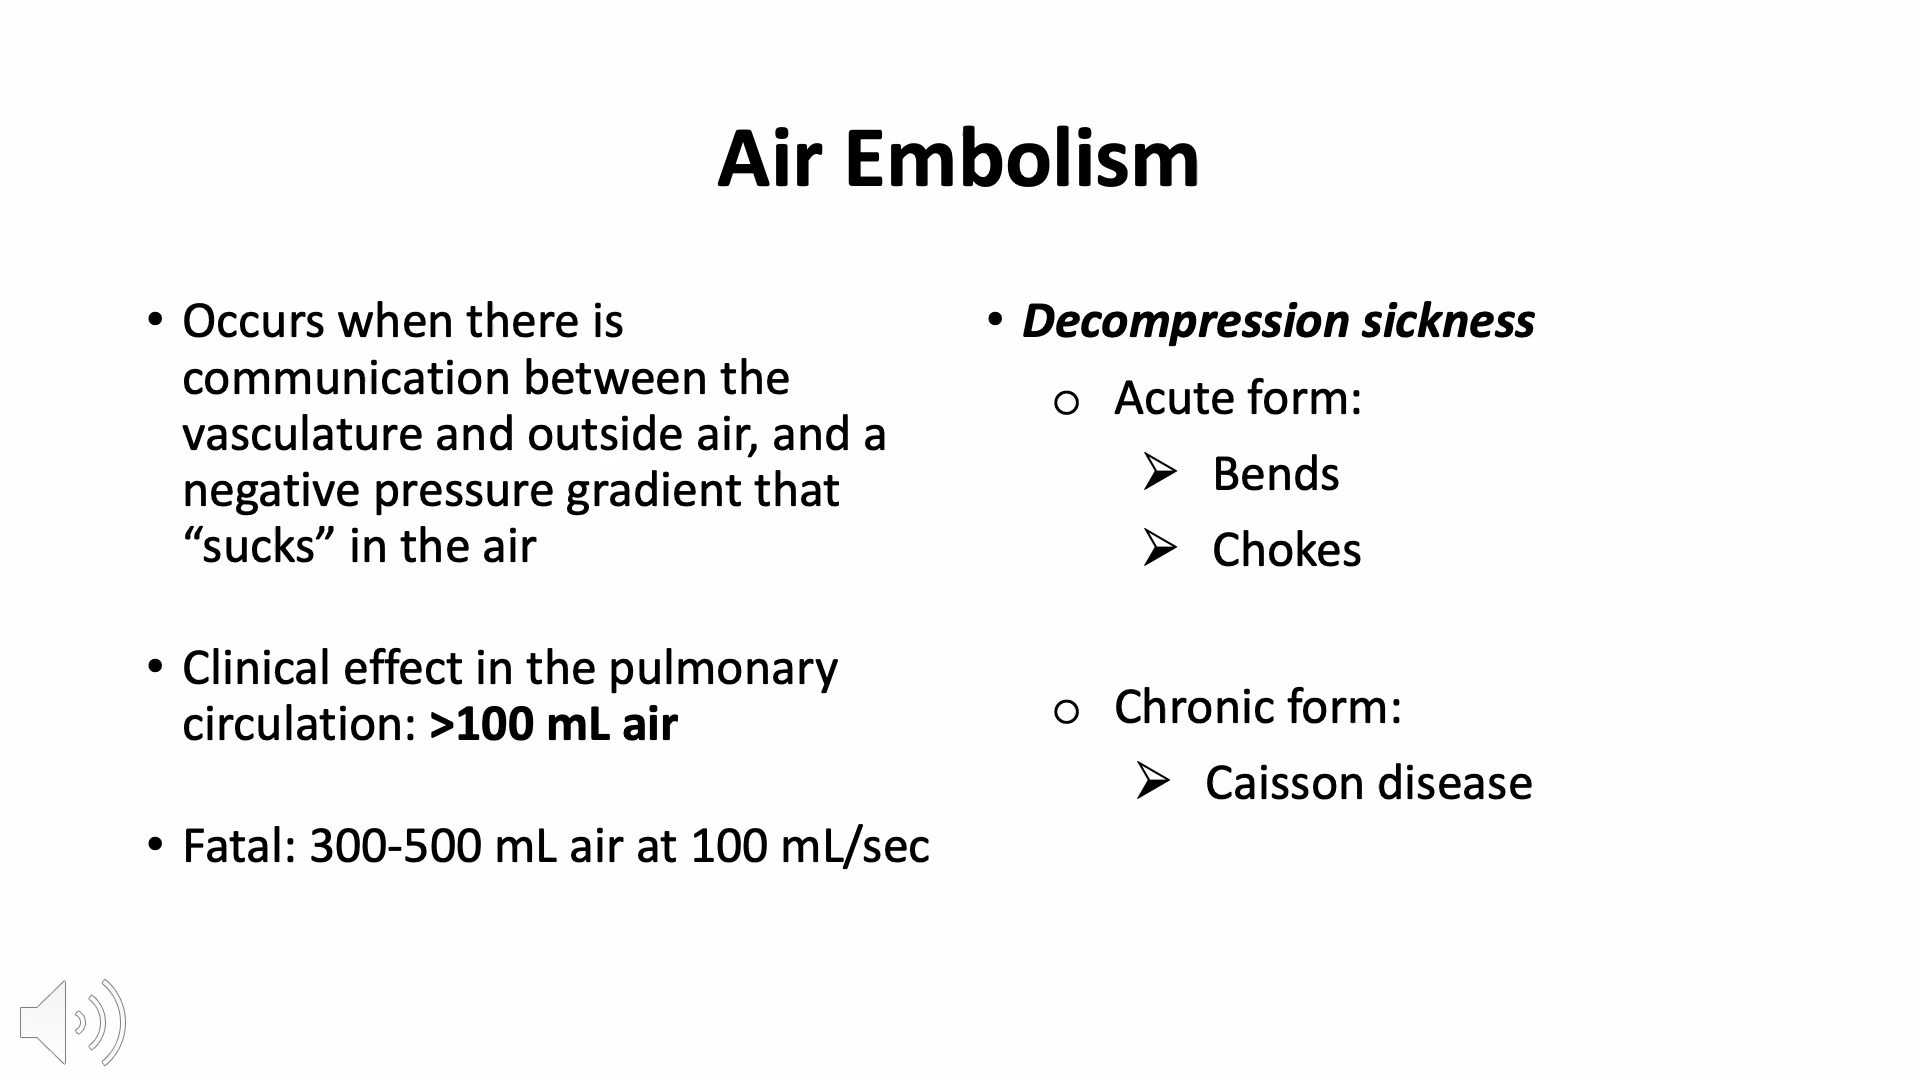 Air Embolism
• Occurs when there is
communication between the
vasculature and outside air, and a
negative pressure gradient that
“sucks” in the air
• Clinical effect in the pulmonary
circulation: >100 mL air
• Fatal: 300-500 mL air at 100 mL/sec
• Decompression sickness
o Acute form:
➢ Bends
➢ Chokes
o Chronic form:
➢ Caisson disease